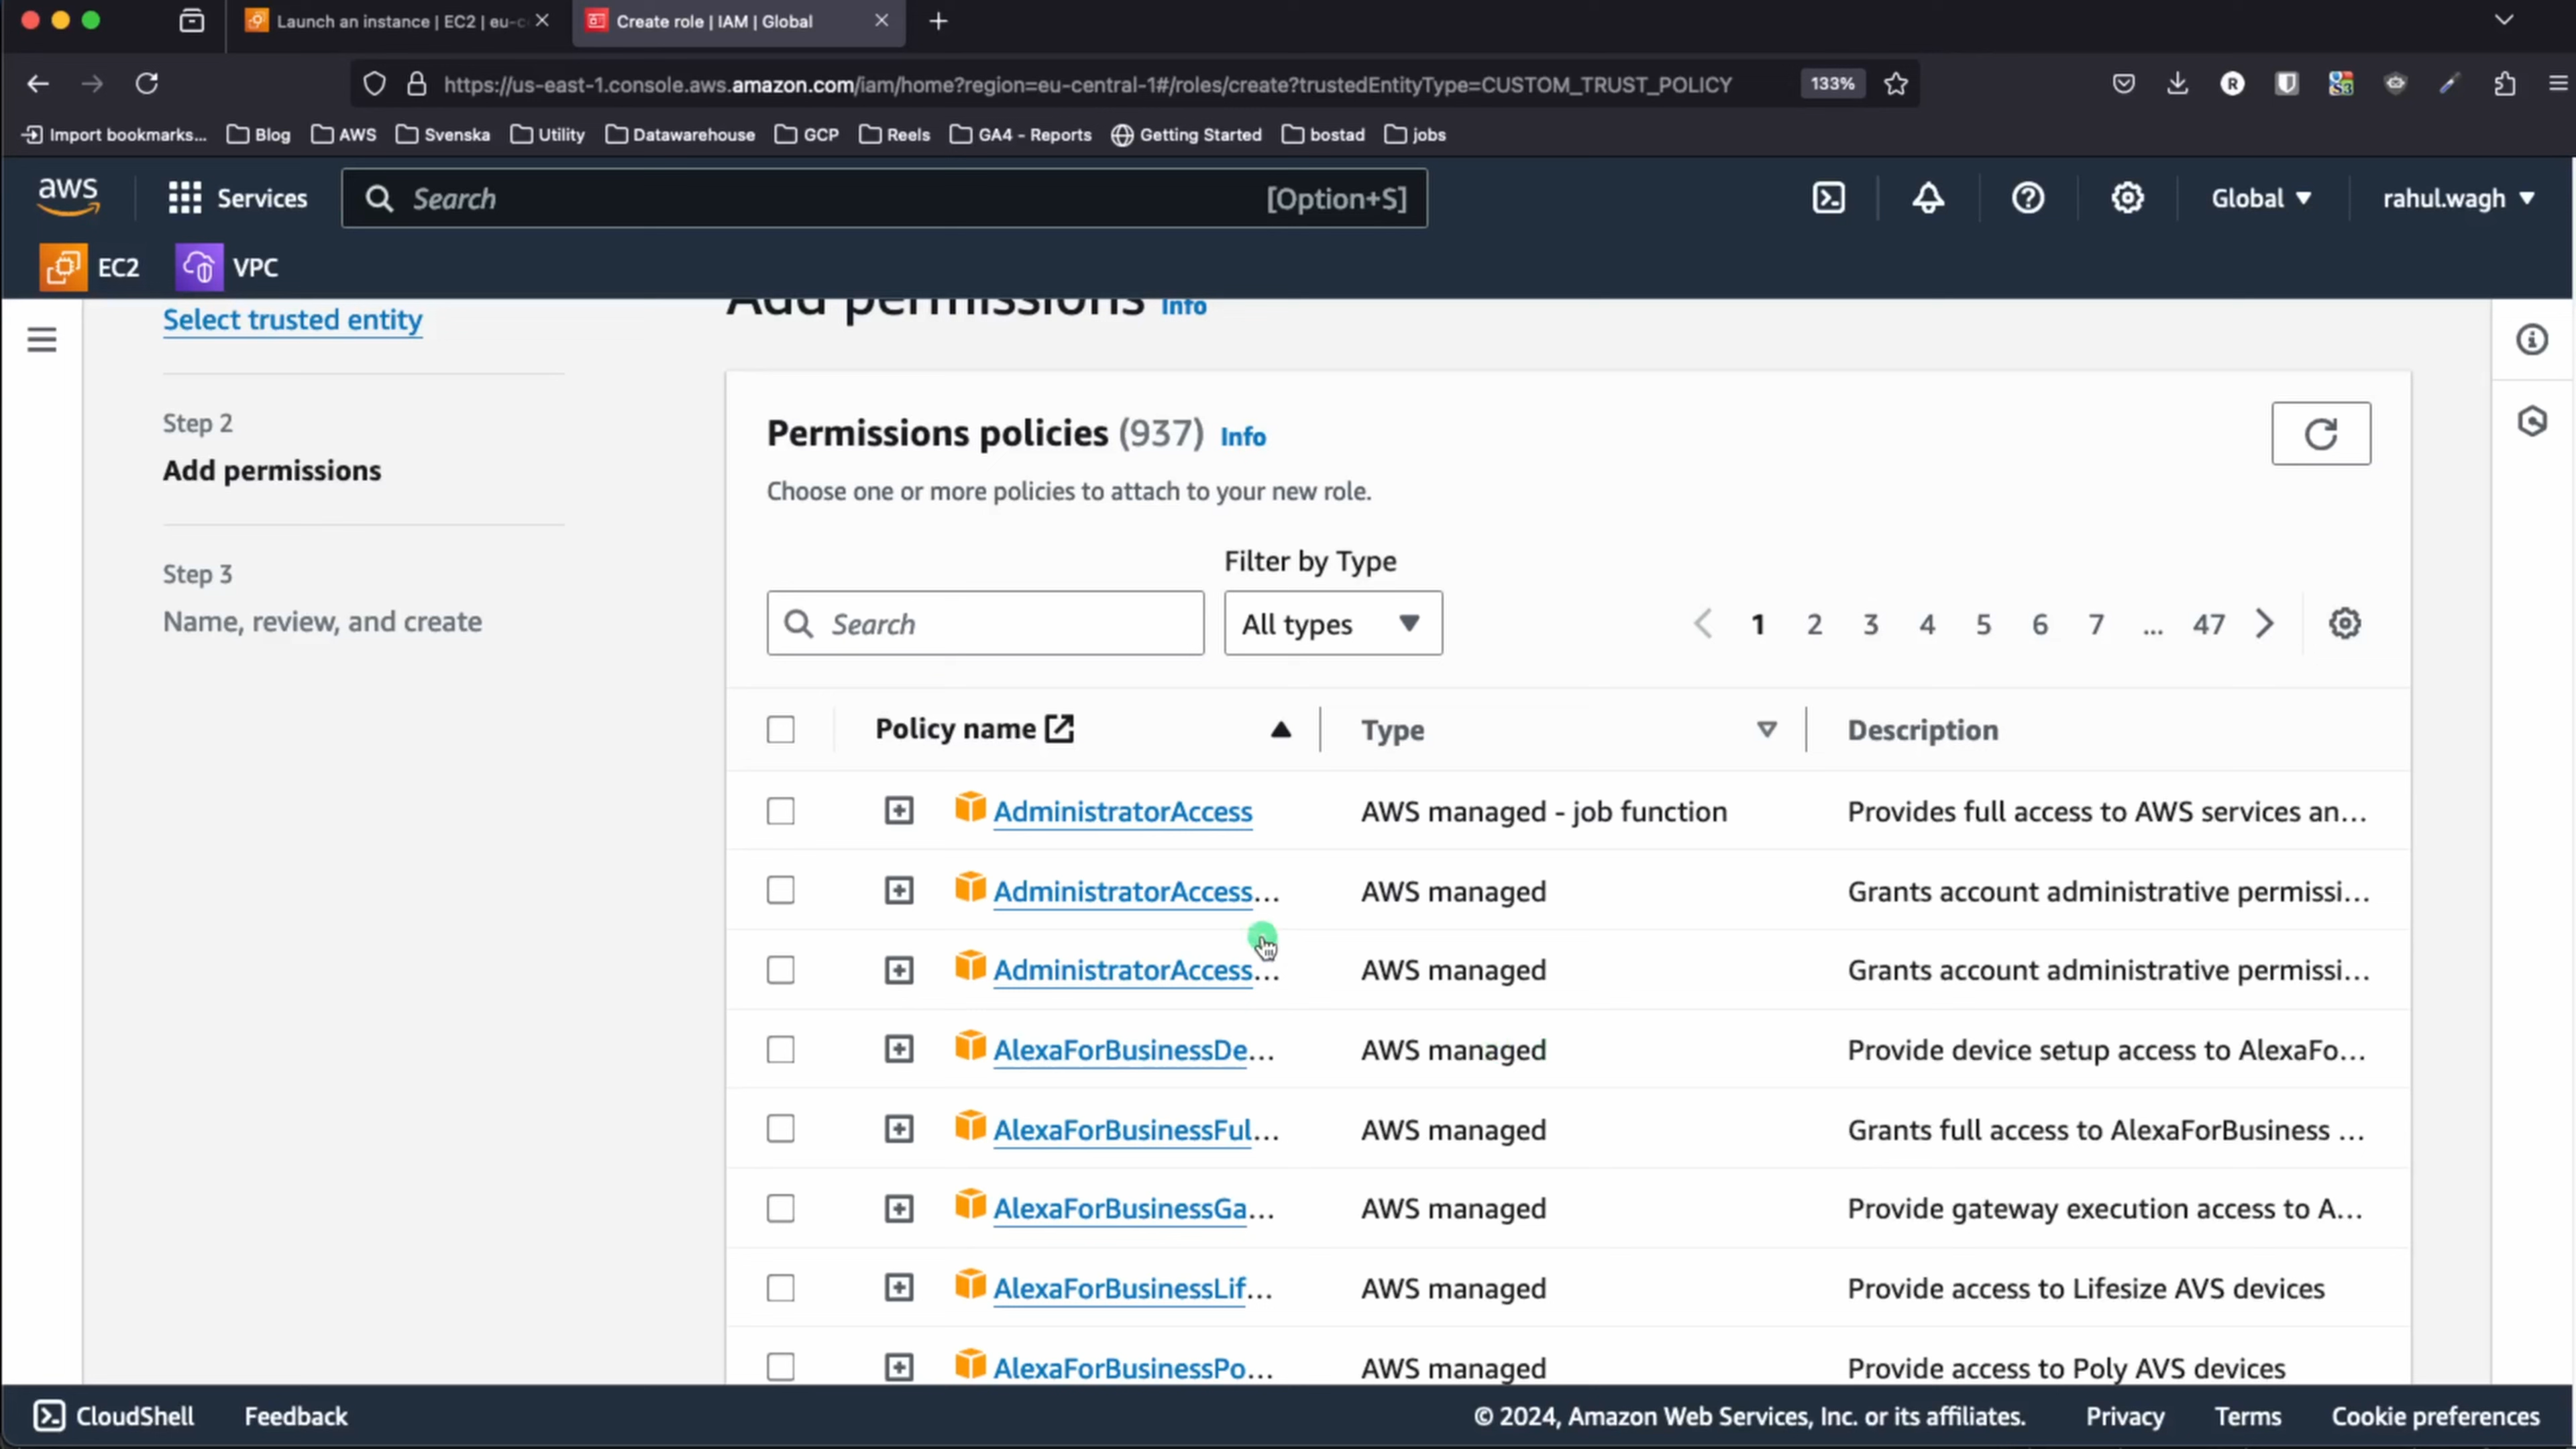 Launch an instance | EC2 | eu-c
Create role | IAM | Global
https://us-east-1.console.aws.amazon.com/iam/home?region=eu-central-1#/roles/create?trustedEntityType=CUSTOM_TRUST_POLICY
133%
R
Import bookmarks...
Blog
AWS
Svenska
Utility
Datawarehouse
GCP
Reels
GA4 - Reports
Getting Started
bostad
jobs
aws
Services
Search
[Option+S]
Global
rahul.wagh
EC2
VPC
Select trusted entity
Step 2
Add permissions
Step 3
Name, review, and create
Add permissions Info
Permissions policies (937) Info
Choose one or more policies to attach to your new role.
Filter by Type
Search
All types
1 2 3 4 5 6 7 ... 47
Policy name Type Description
AdministratorAccess AWS managed - job function Provides full access to AWS services an...
AdministratorAccess... AWS managed Grants account administrative permissi...
AdministratorAccess... AWS managed Grants account administrative permissi...
AlexaForBusinessDe... AWS managed Provide device setup access to AlexaFo...
AlexaForBusinessFul... AWS managed Grants full access to AlexaForBusiness ...
AlexaForBusinessGa... AWS managed Provide gateway execution access to A...
AlexaForBusinessLif... AWS managed Provide access to Lifesize AVS devices
AlexaForBusinessPo... AWS managed Provide access to Poly AVS devices
CloudShell
Feedback
© 2024, Amazon Web Services, Inc. or its affiliates.
Privacy
Terms
Cookie preferences